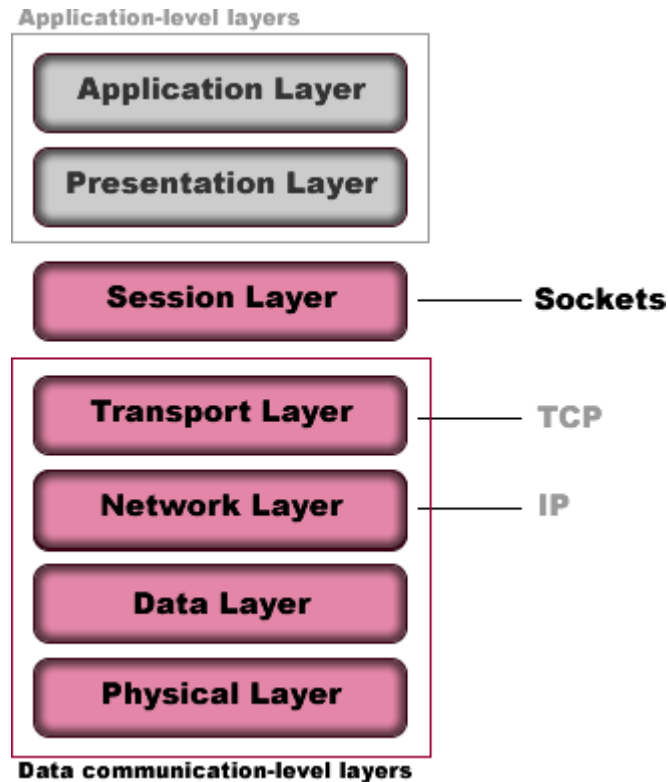 Application-level layers
Application Layer
Presentation Layer
Session Layer
Sockets
Transport Layer
TCP
Network Layer
IP
Data Layer
Physical Layer
Data communication-level layers